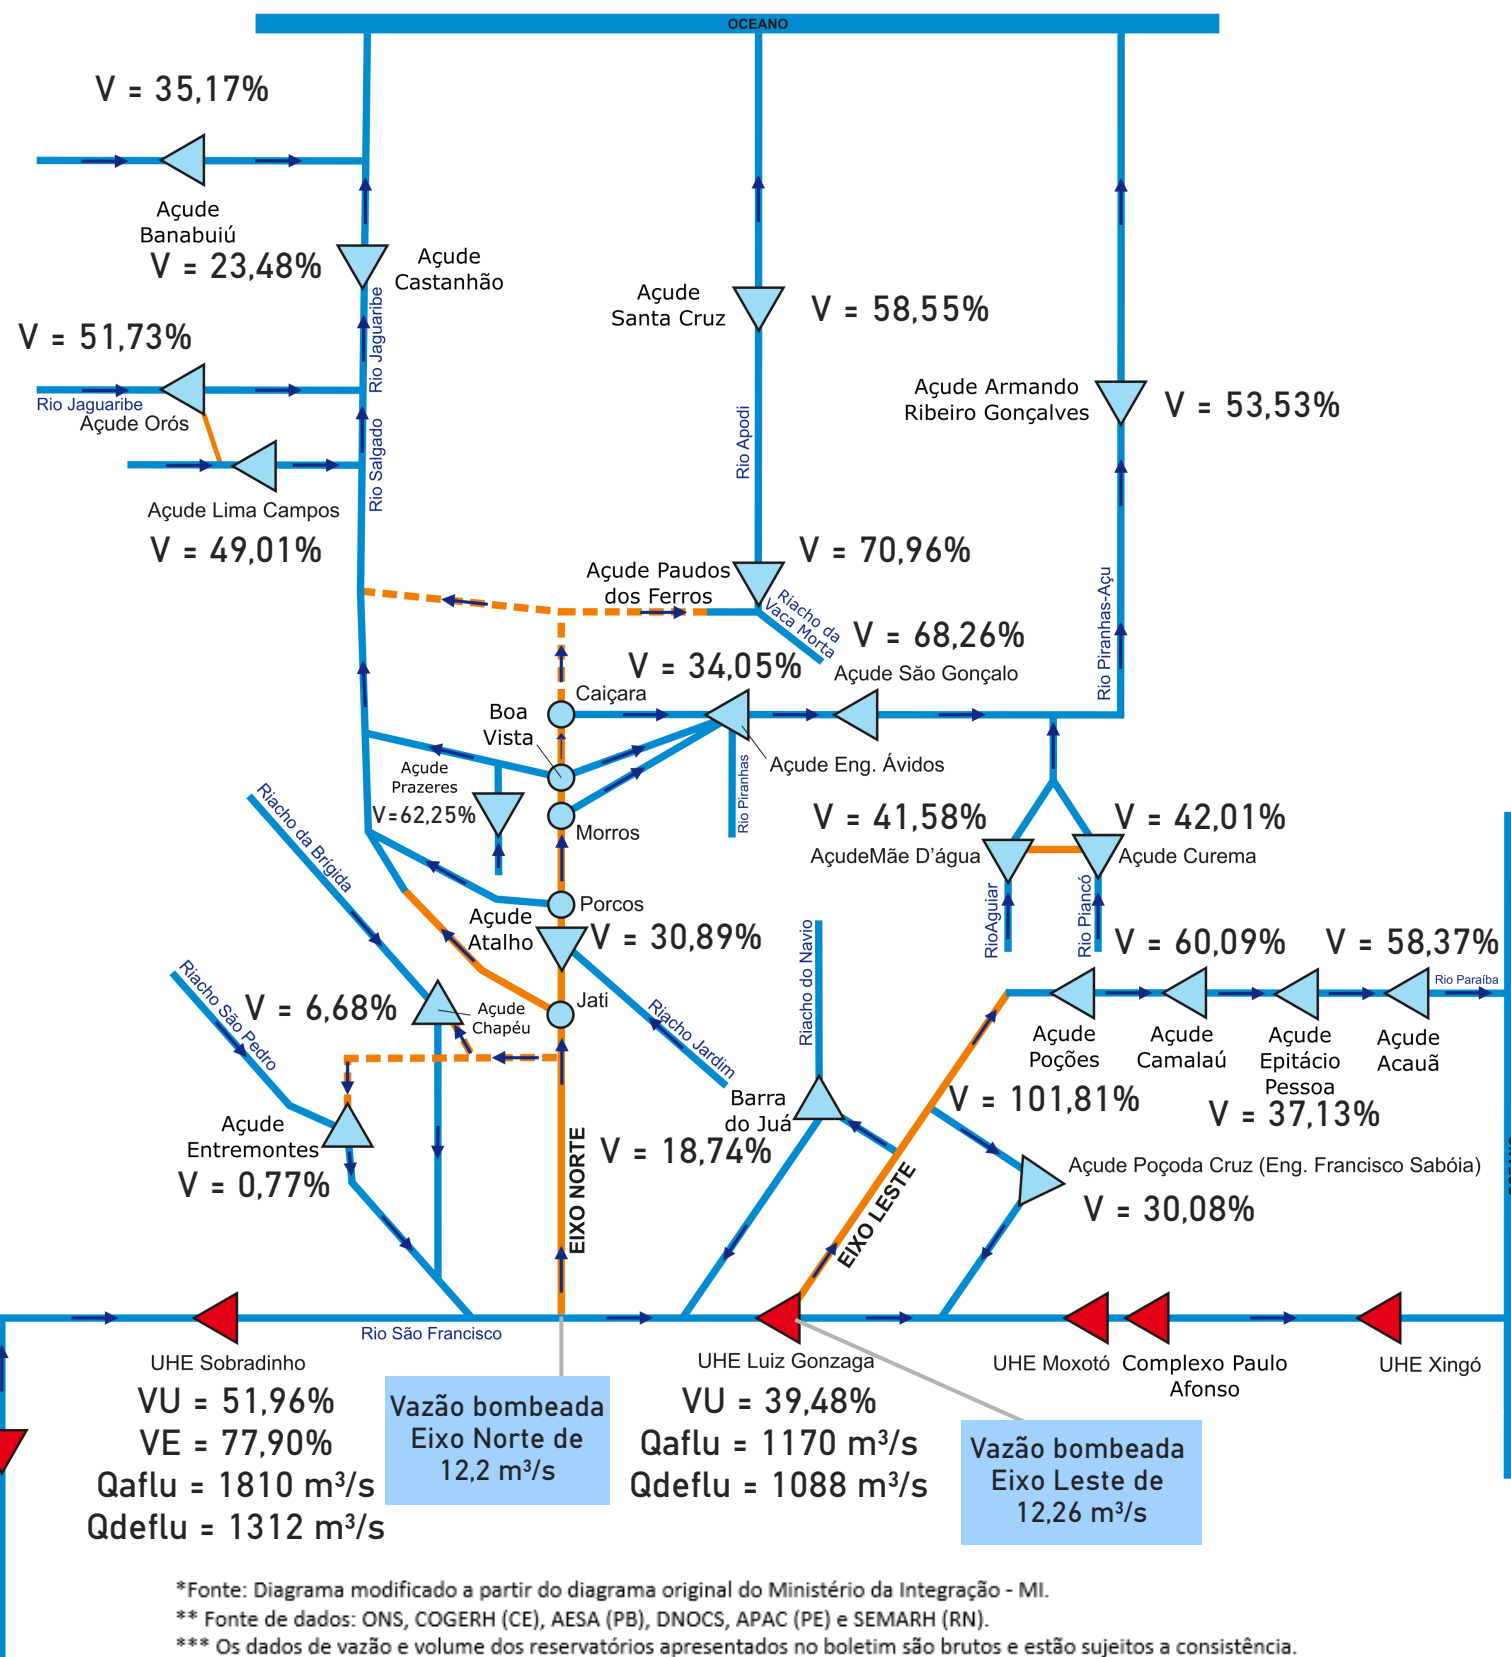 OCEANO
V = 35,17%
Açude
Banabuiú
V = 23,48%
Açude
Castanhão
Rio Jaguaribe
Açude
Santa Cruz
V = 58,55%
V = 51,73%
Rio Jaguaribe
Açude Orós
Açude Armando
Ribeiro Gonçalves
V = 53,53%
Rio Salgado
Rio Apodi
Açude Lima Campos
V = 49,01%
V = 70,96%
Açude Paudos
dos Ferros
Riacho da
Vaca Morta
Rio Piranhas-Açu
V = 68,26%
V = 34,05%
Açude São Gonçalo
Caiçara
Boa
Vista
Açude Eng. Ávidos
Rio Piranhas
Açude
Prazeres
V=62,25%
Morros
Riacho da Brígida
V = 41,58%
AçudeMãe D'água
V = 42,01%
Açude Curema
RioAguiar
Rio Piancó
Porcos
Açude
Atalho
V = 30,89%
Riacho do Navio
V = 60,09%
V = 58,37%
Rio Paraíba
Riacho São Pedro
V = 6,68%
Açude
Chapéu
Jati
Riacho Jardim
Açude
Poções
Açude
Camalaú
Açude
Epitácio
Pessoa
Açude
Acauã
V = 101,81%
V = 37,13%
Barra
do Juá
V = 18,74%
Açude
Entremontes
V = 0,77%
EIXO NORTE
EIXO LESTE
Açude Poçoda Cruz (Eng. Francisco Sabóia)
V = 30,08%
Rio São Francisco
UHE Sobradinho
VU = 51,96%
VE = 77,90%
Qaflu = 1810 m³/s
Qdeflu = 1312 m³/s
Vazão bombeada
Eixo Norte de
12,2 m³/s
UHE Luiz Gonzaga
VU = 39,48%
Qaflu = 1170 m³/s
Qdeflu = 1088 m³/s
Vazão bombeada
Eixo Leste de
12,26 m³/s
UHE Moxotó
Complexo Paulo
Afonso
UHE Xingó
*Fonte: Diagrama modificado a partir do diagrama original do Ministério da Integração - MI.
** Fonte de dados: ONS, COGERH (CE), AESA (PB), DNOCS, APAC (PE) e SEMARH (RN).
*** Os dados de vazão e volume dos reservatórios apresentados no boletim são brutos e estão sujeitos a consistência.